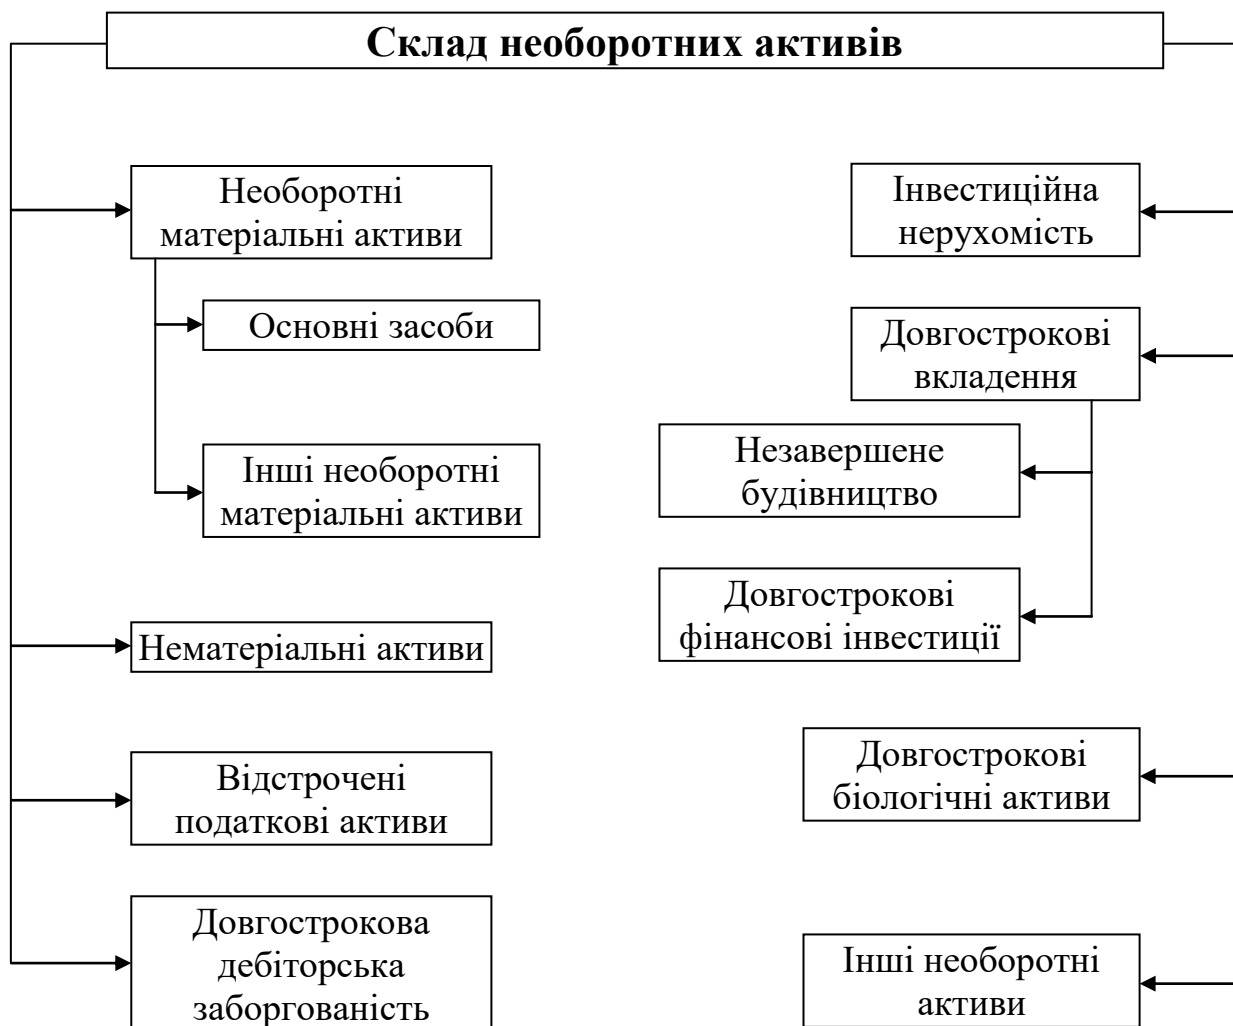 Склад необоротних активів
Необоротні
матеріальні активи
Основні засоби
Інші необоротні
матеріальні активи
Нематеріальні активи
Відстрочені
податкові активи
Довгострокова
дебіторська
заборгованість
Інвестиційна
нерухомість
Довгострокові
вкладення
Незавершене
будівництво
Довгострокові
фінансові інвестиції
Довгострокові
біологічні активи
Інші необоротні
активи